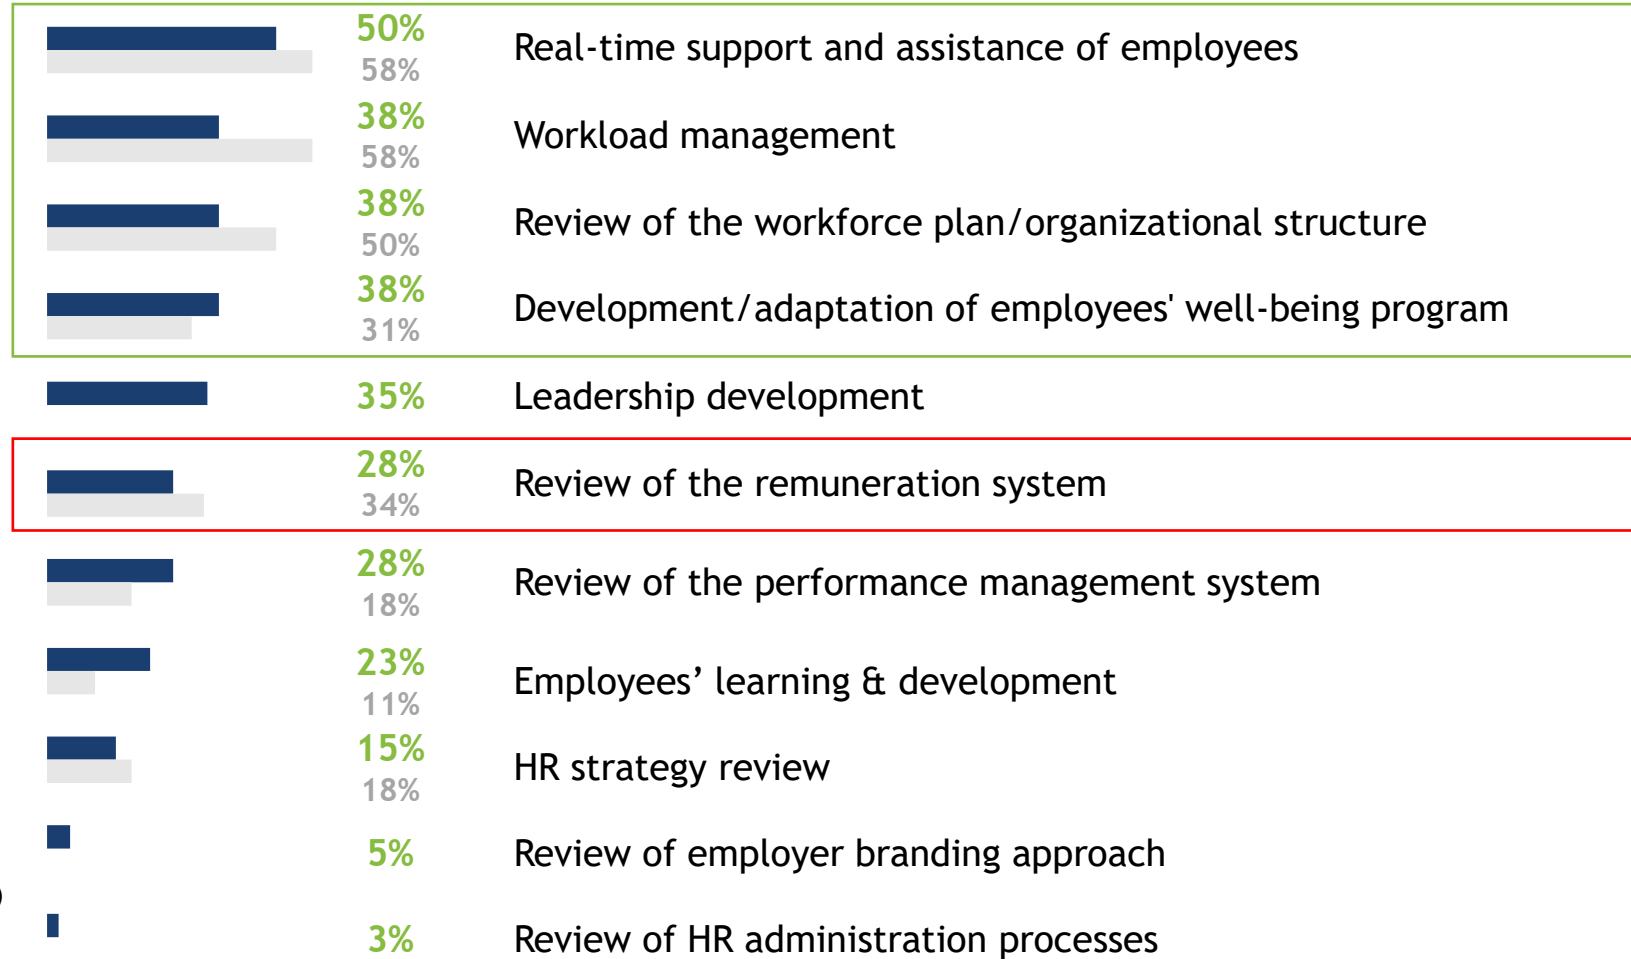 50%
58%
Real-time support and assistance of employees
38%
58%
Workload management
38%
50%
Review of the workforce plan/organizational structure
38%
31%
Development/adaptation of employees' well-being program
35%
Leadership development
28%
34%
Review of the remuneration system
28%
18%
Review of the performance management system
23%
11%
Employees’ learning & development
15%
18%
HR strategy review
5%
Review of employer branding approach
)
3%
Review of HR administration processes